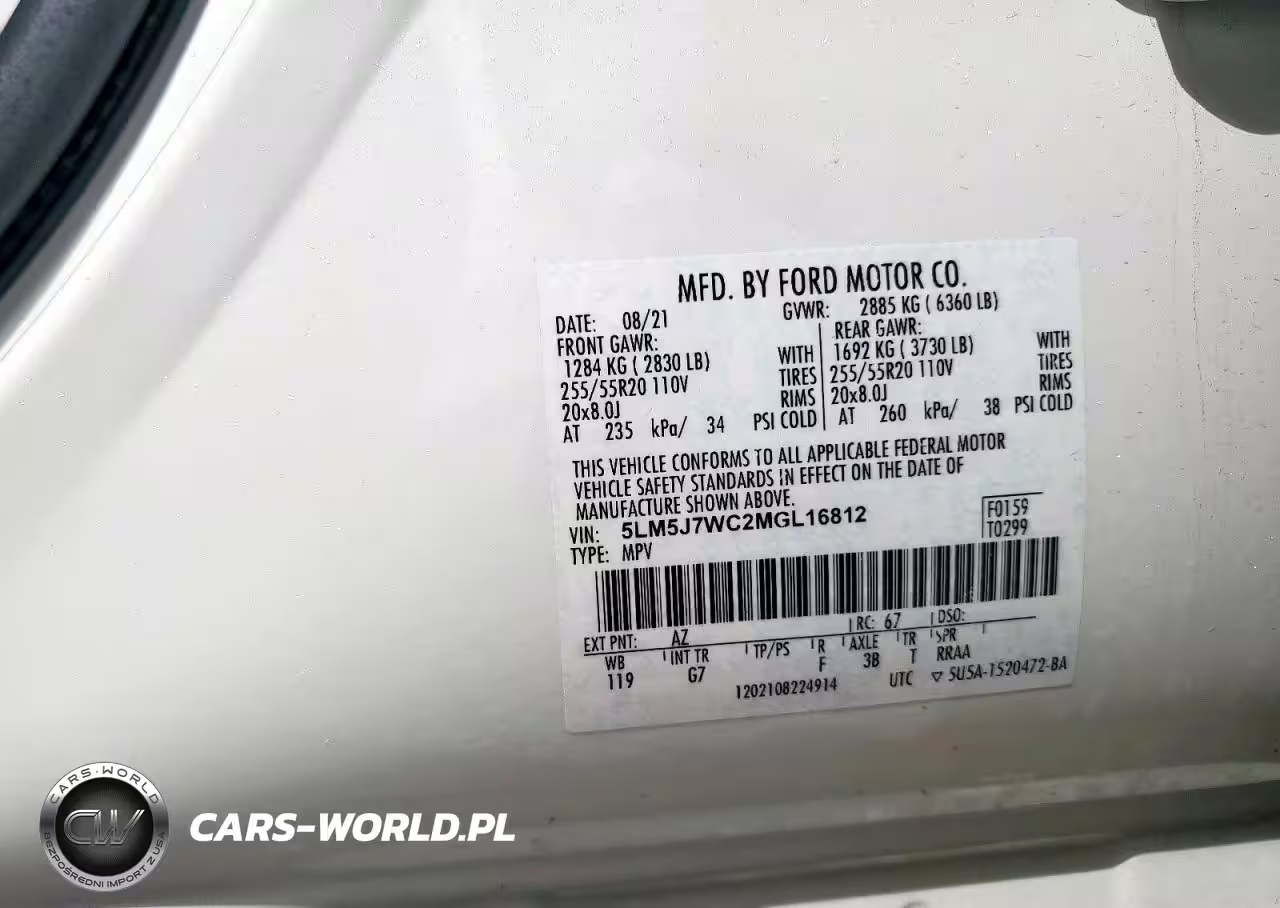 MFD. BY FORD MOTOR CO.
DATE: 08/21 GVWR: 2885 KG ( 6360 LB)
FRONT GAWR: REAR GAWR:
1284 KG ( 2830 LB) WITH 1692 KG ( 3730 LB) WITH
255/55R20 110V TIRES 255/55R20 110V TIRES
20x8.0J RIMS 20x8.0J RIMS
AT 235 kPa/ 34 PSI COLD AT 260 kPa/ 38 PSI COLD
THIS VEHICLE CONFORMS TO ALL APPLICABLE FEDERAL MOTOR
VEHICLE SAFETY STANDARDS IN EFFECT ON THE DATE OF
MANUFACTURE SHOWN ABOVE.
VIN: 5LM5J7WC2MGL16812 F0159
TYPE: MPV T0299
EXT PNT: AZ RC: 67 DSO:
WB INT TR TP/PS R AXLE TR SPR
119 G7 F 3B T RRAA
1202108224914 UTC ▽ 5U5A-1520472-BA
CARS-WORLD
CW
BEZPOŚREDNI IMPORT Z USA
CARS-WORLD.PL